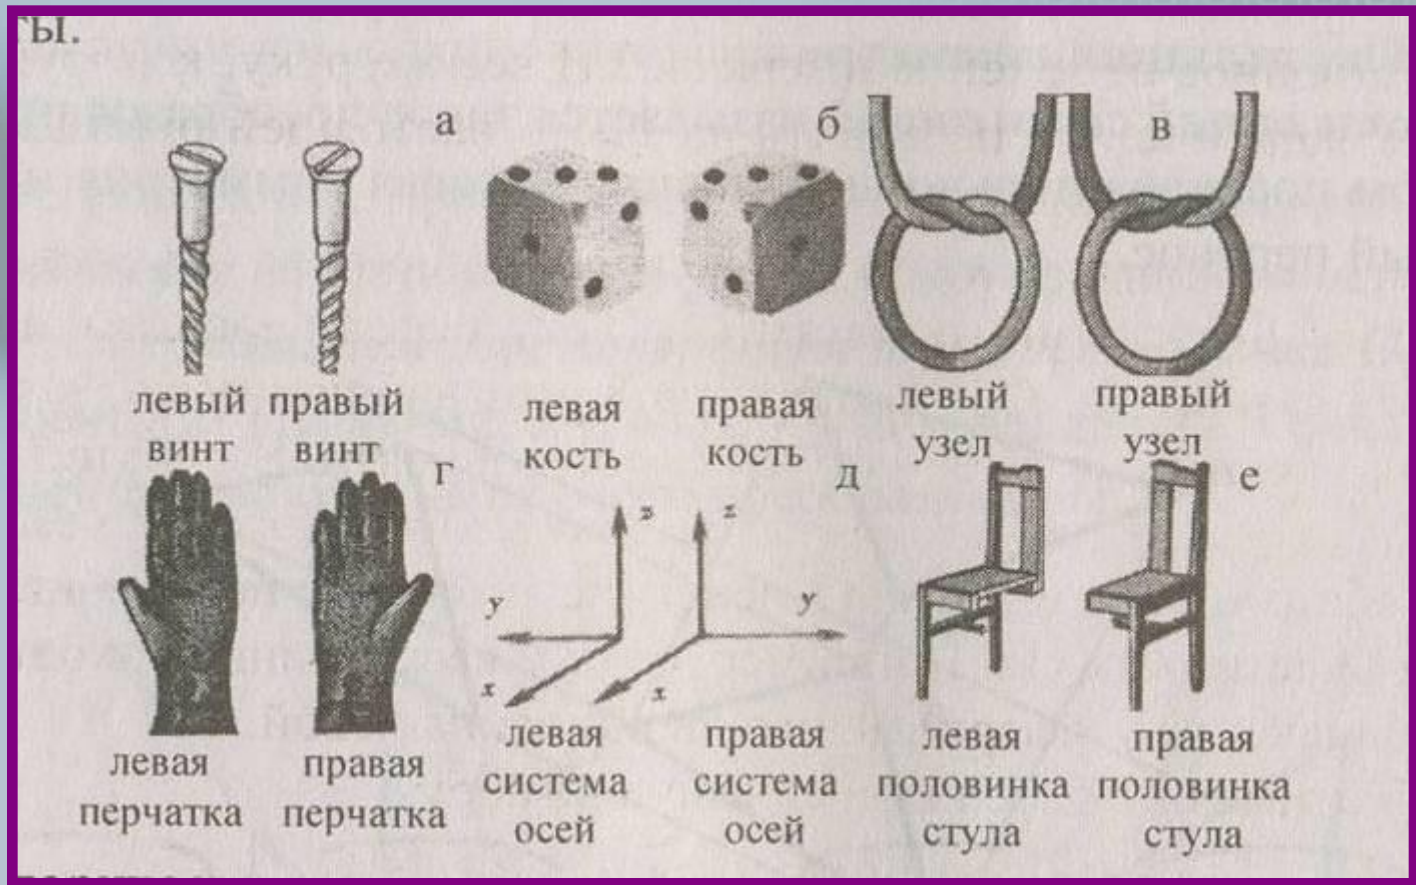 ты.
а
б
в
левый правый
винт винт
левая
кость
правая
кость
левый
узел
правый
узел
г
д
е
z
z
y
y
x
x
левая
перчатка
правая
перчатка
левая
система
осей
правая
система
осей
левая
половинка
стула
правая
половинка
стула